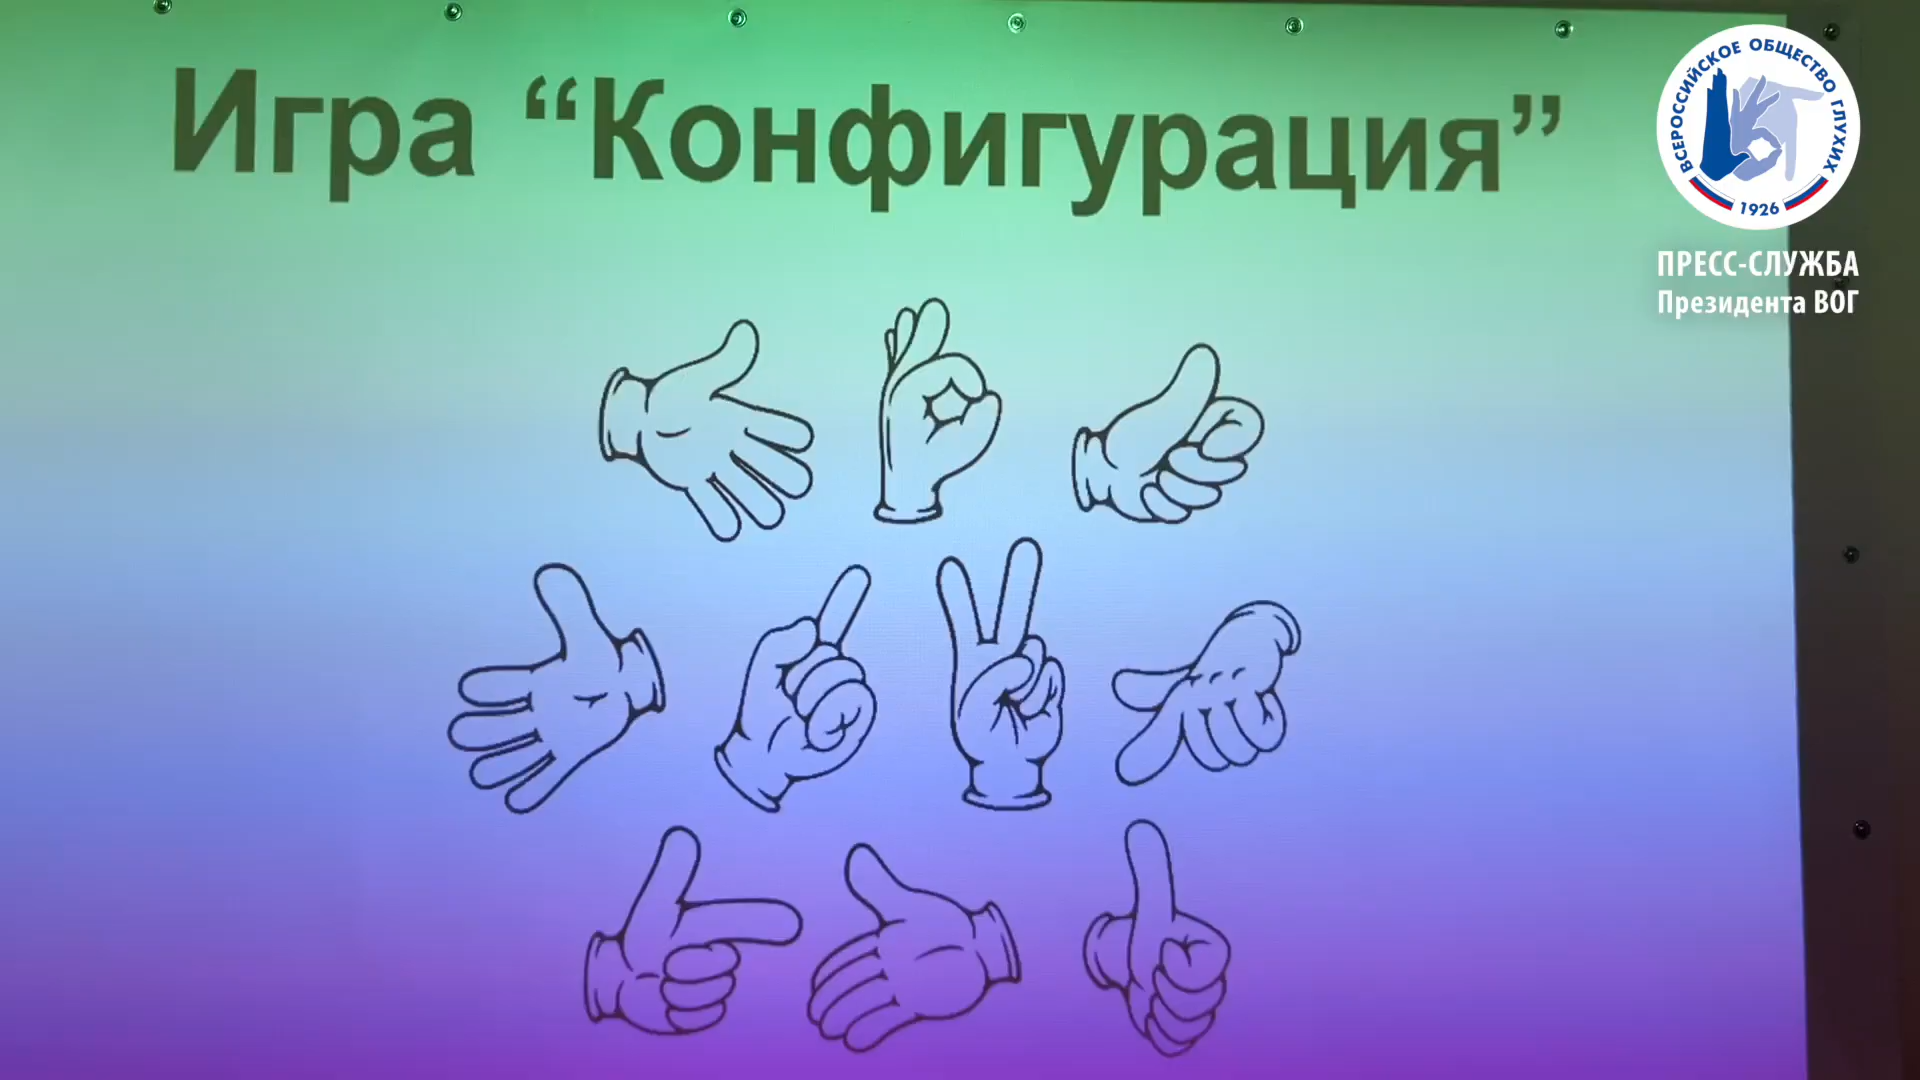 Игра “Конфигурация”
ВСЕРОССИЙСКОЕ ОБЩЕСТВО ГЛУХИХ
1926
ПРЕСС-СЛУЖБА
Президента ВОГ